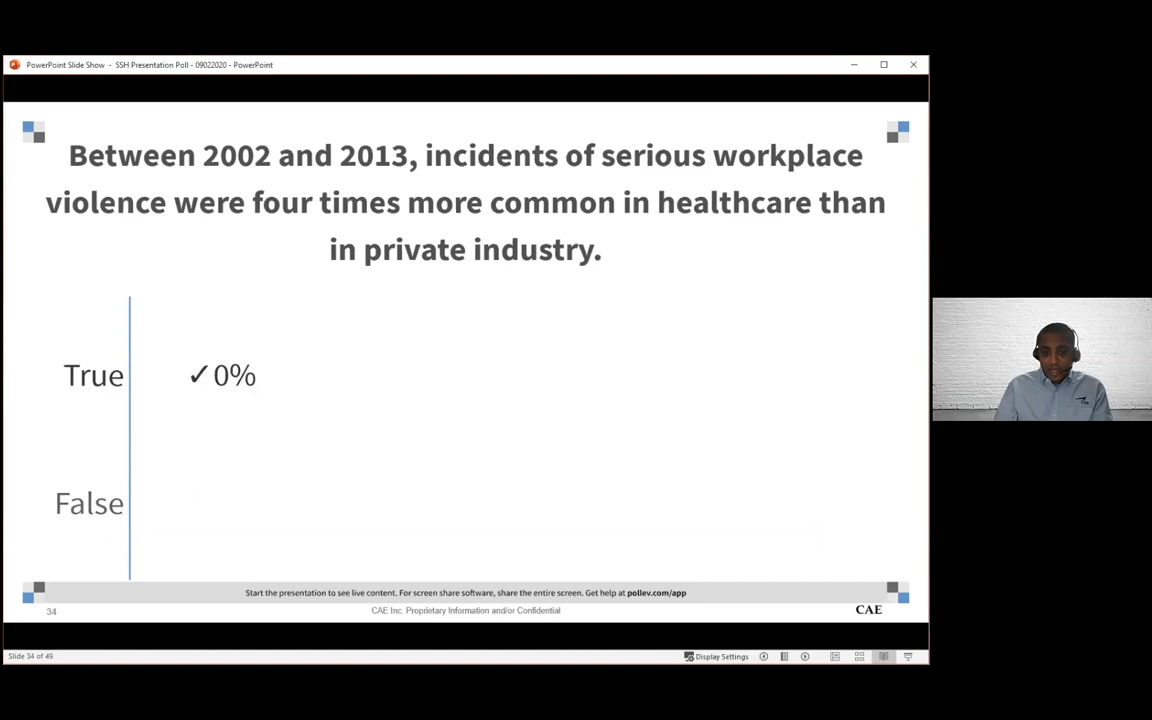 PowerPoint Slide Show - SSH Presentation Poll - 09022020 - PowerPoint
Between 2002 and 2013, incidents of serious workplace
violence were four times more common in healthcare than
in private industry.
True
✓0%
False
Start the presentation to see live content. For screen share software, share the entire screen. Get help at pollev.com/app
34
CAE Inc. Proprietary Information and/or Confidential
CAE
CAE
Slide 34 of 49
Display Settings